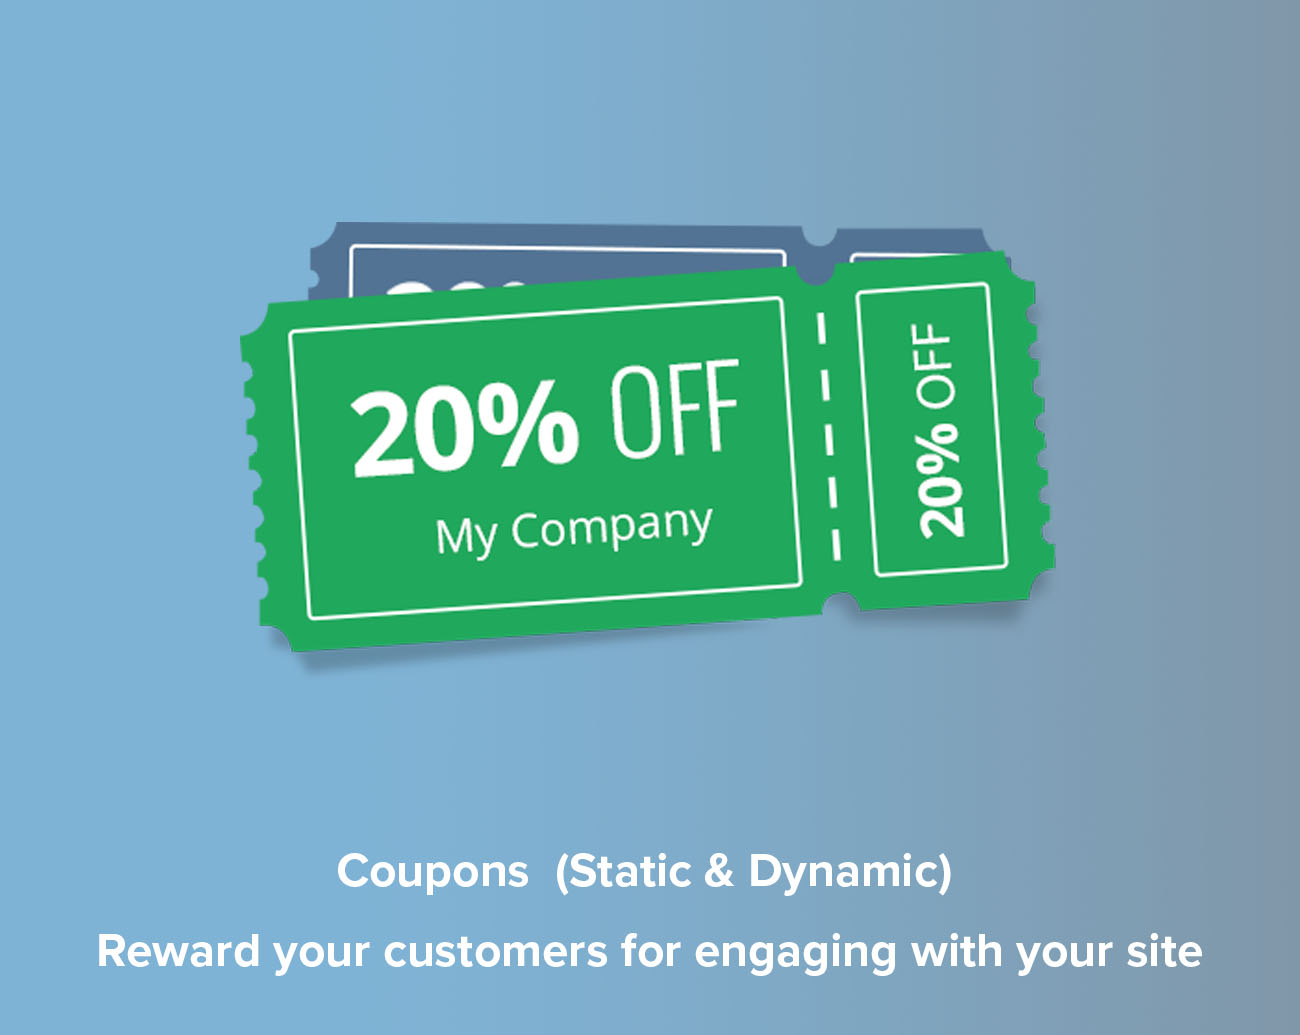 20% OFF
My Company
20% OFF
Coupons  (Static & Dynamic)
Reward your customers for engaging with your site